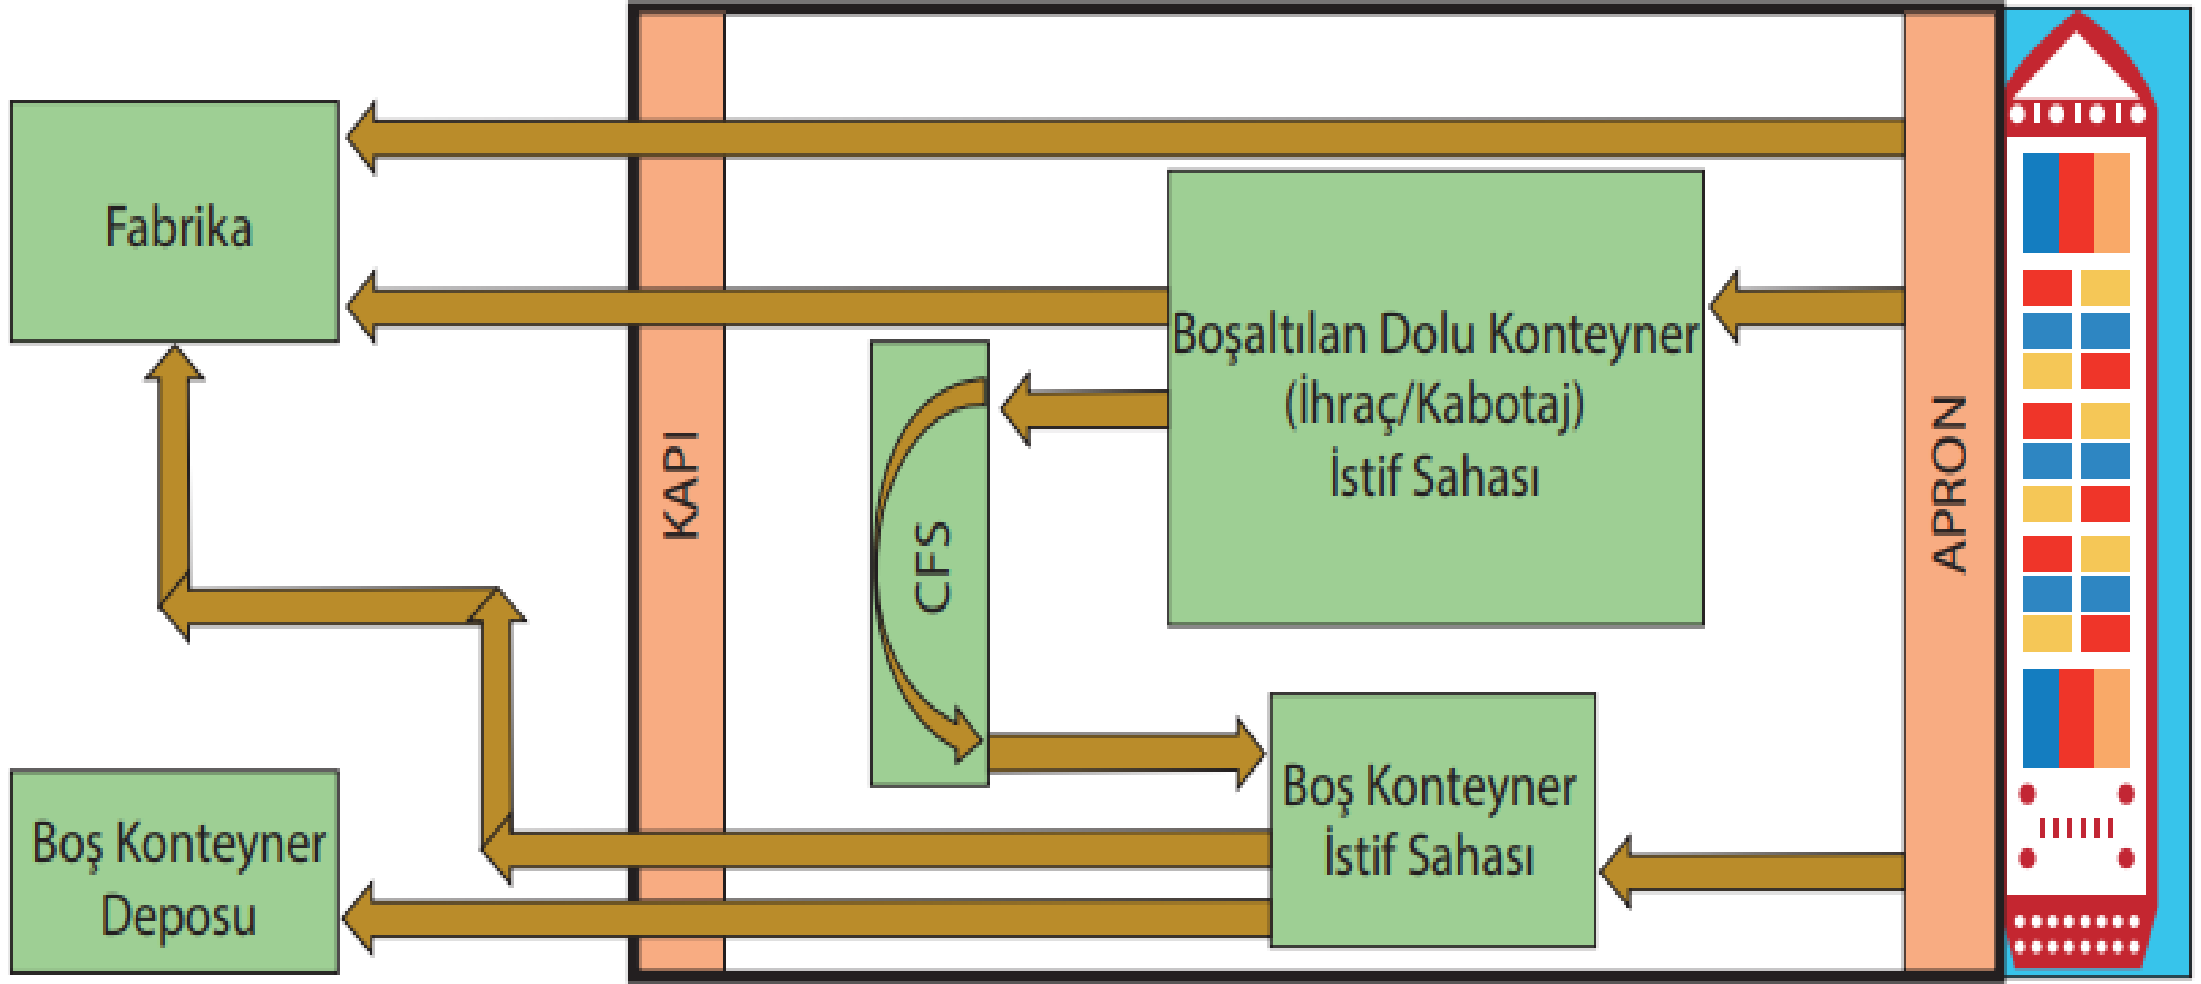 Fabrika
KAPI
Boşaltılan Dolu Konteyner
(İhraç/Kabotaj)
İstif Sahası
CFS
APRON
Boş Konteyner
Deposu
Boş Konteyner
İstif Sahası